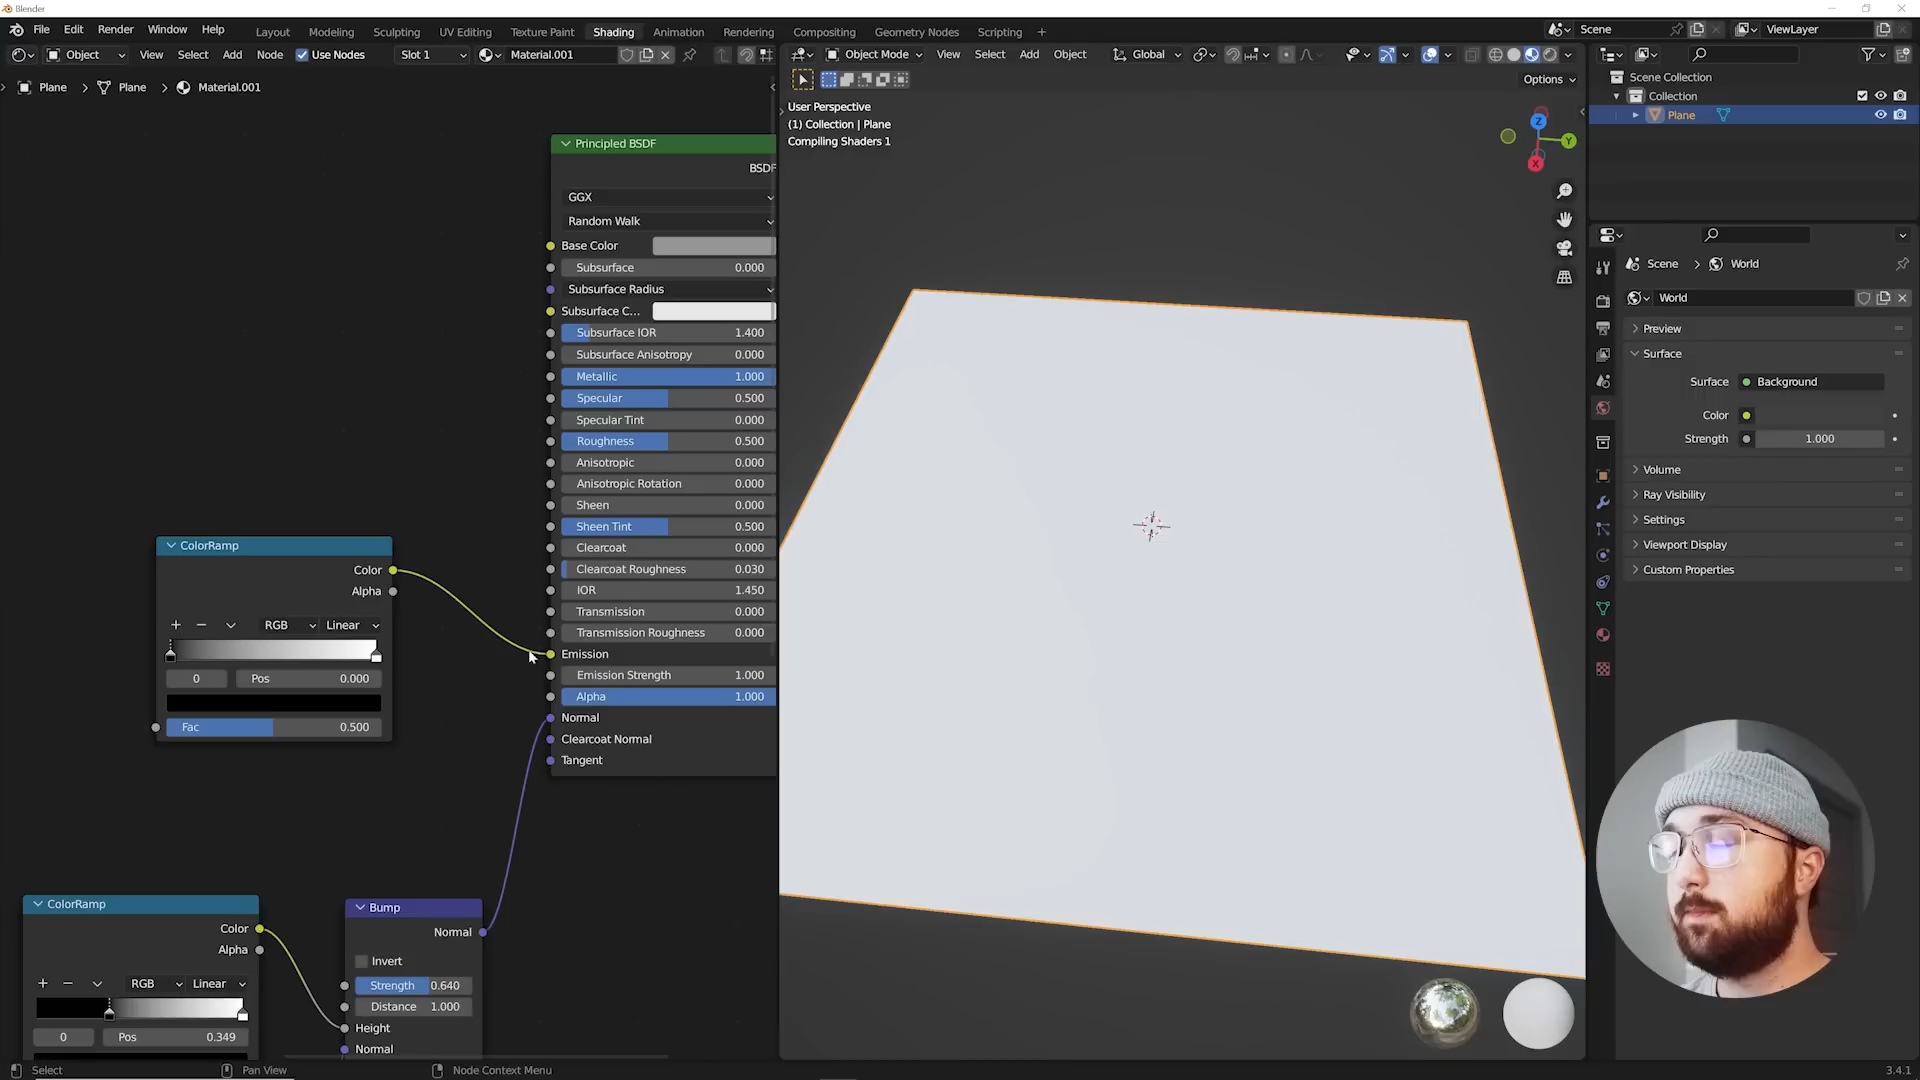 Blender
File Edit Render Window Help Layout Modeling Sculpting UV Editing Texture Paint Shading Animation Rendering Compositing Geometry Nodes Scripting + Scene ViewLayer
Object View Select Add Node Use Nodes Slot 1 Material.001 Object Mode View Select Add Object Global
Options
Plane > Plane > Material.001
User Perspective
(1) Collection | Plane
Compiling Shaders 1
Z
Y
X
Scene Collection
Collection
Plane
Scene > World
World
Preview
Surface
Surface Background
Color
Strength 1.000
Volume
Ray Visibility
Settings
Viewport Display
Custom Properties
Principled BSDF
BSDF
GGX
Random Walk
Base Color
Subsurface 0.000
Subsurface Radius
Subsurface C...
Subsurface IOR 1.400
Subsurface Anisotropy 0.000
Metallic 1.000
Specular 0.500
Specular Tint 0.000
Roughness 0.500
Anisotropic 0.000
Anisotropic Rotation 0.000
Sheen 0.000
Sheen Tint 0.500
Clearcoat 0.000
Clearcoat Roughness 0.030
IOR 1.450
Transmission 0.000
Transmission Roughness 0.000
Emission
Emission Strength 1.000
Alpha 1.000
Normal
Clearcoat Normal
Tangent
ColorRamp
Color
Alpha
+ − RGB Linear
0 Pos 0.000
Fac 0.500
ColorRamp
Color
Alpha
+ − RGB Linear
0 Pos 0.349
Bump
Normal
Invert
Strength 0.640
Distance 1.000
Height
Normal
Select Pan View Node Context Menu 3.4.1